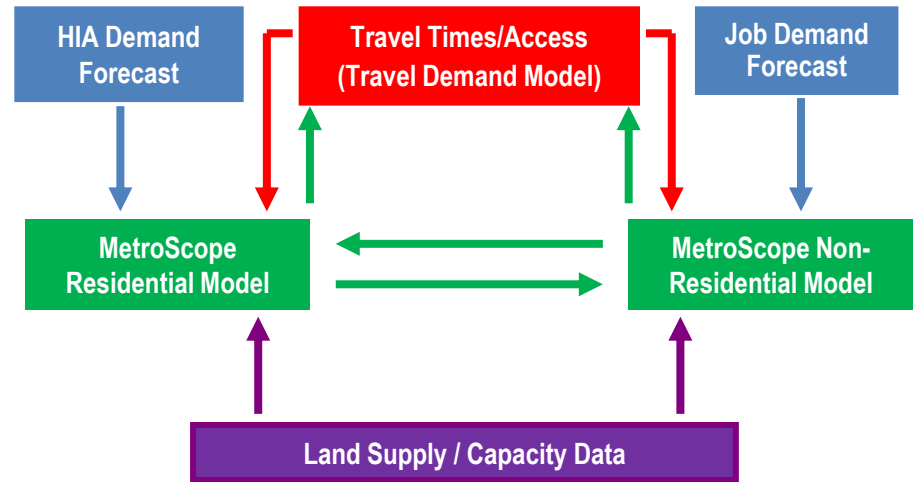 HIA Demand
Forecast
Travel Times/Access
(Travel Demand Model)
Job Demand
Forecast
MetroScope
Residential Model
MetroScope Non-
Residential Model
Land Supply / Capacity Data